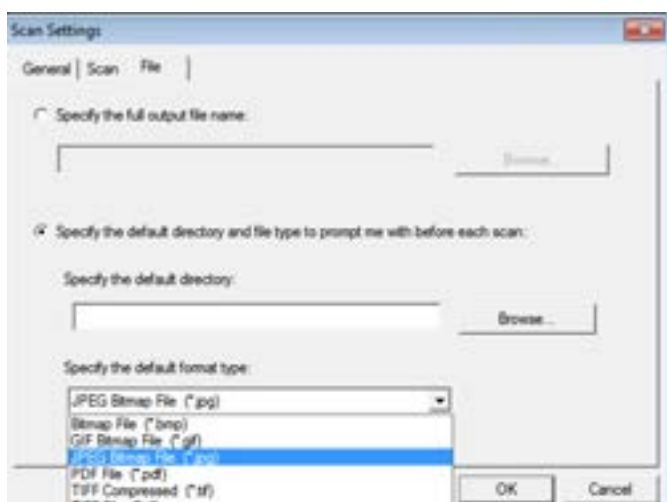 Scan Settings
General Scan File
Specify the full output file name:
Browse...
Specify the default directory and file type to prompt me with before each scan:
Specify the default directory:
Browse...
Specify the default format type:
JPEG Bitmap File (*.jpg)
Bitmap File (*.bmp)
GIF Bitmap File (*.gif)
JPEG Bitmap File (*.jpg)
PDF File (*.pdf)
TIFF Compressed (*.tif)
OK Cancel